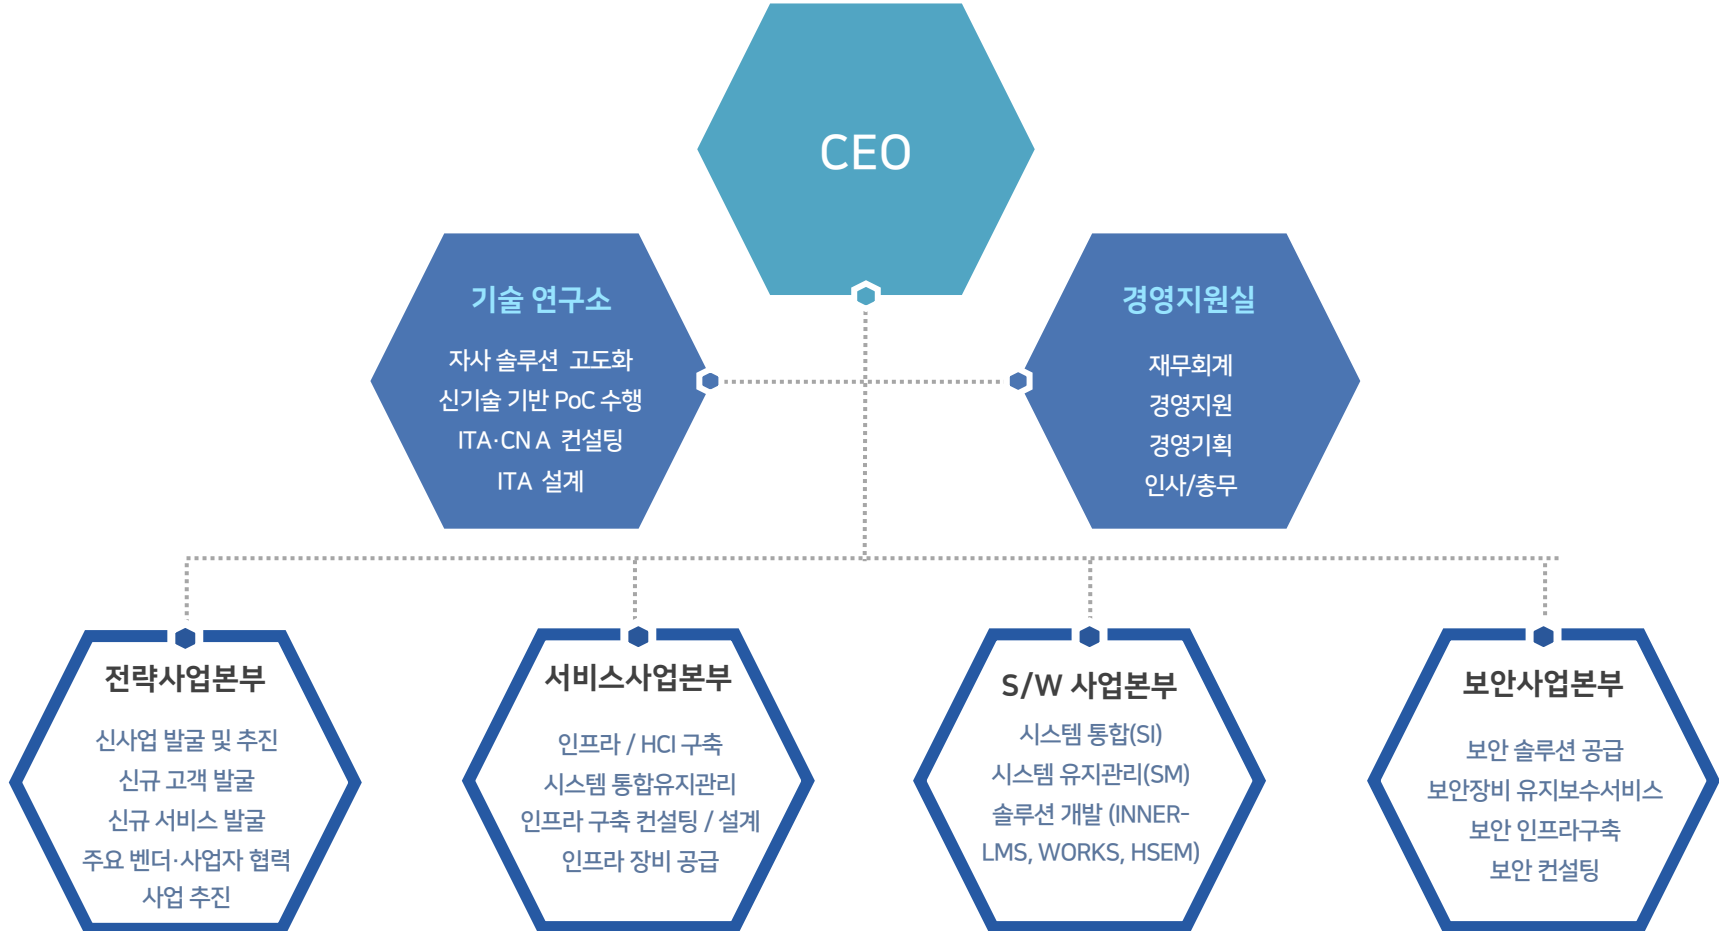 CEO
기술 연구소
자사 솔루션 고도화
신기술 기반 PoC 수행
ITA·CN A 컨설팅
ITA 설계
경영지원실
재무회계
경영지원
경영기획
인사/총무
전략사업본부
신사업 발굴 및 추진
신규 고객 발굴
신규 서비스 발굴
주요 벤더·사업자 협력
사업 추진
서비스사업본부
인프라 / HCI 구축
시스템 통합유지관리
인프라 구축 컨설팅 / 설계
인프라 장비 공급
S/W 사업본부
시스템 통합(SI)
시스템 유지관리(SM)
솔루션 개발 (INNER-
LMS, WORKS, HSEM)
보안사업본부
보안 솔루션 공급
보안장비 유지보수서비스
보안 인프라구축
보안 컨설팅